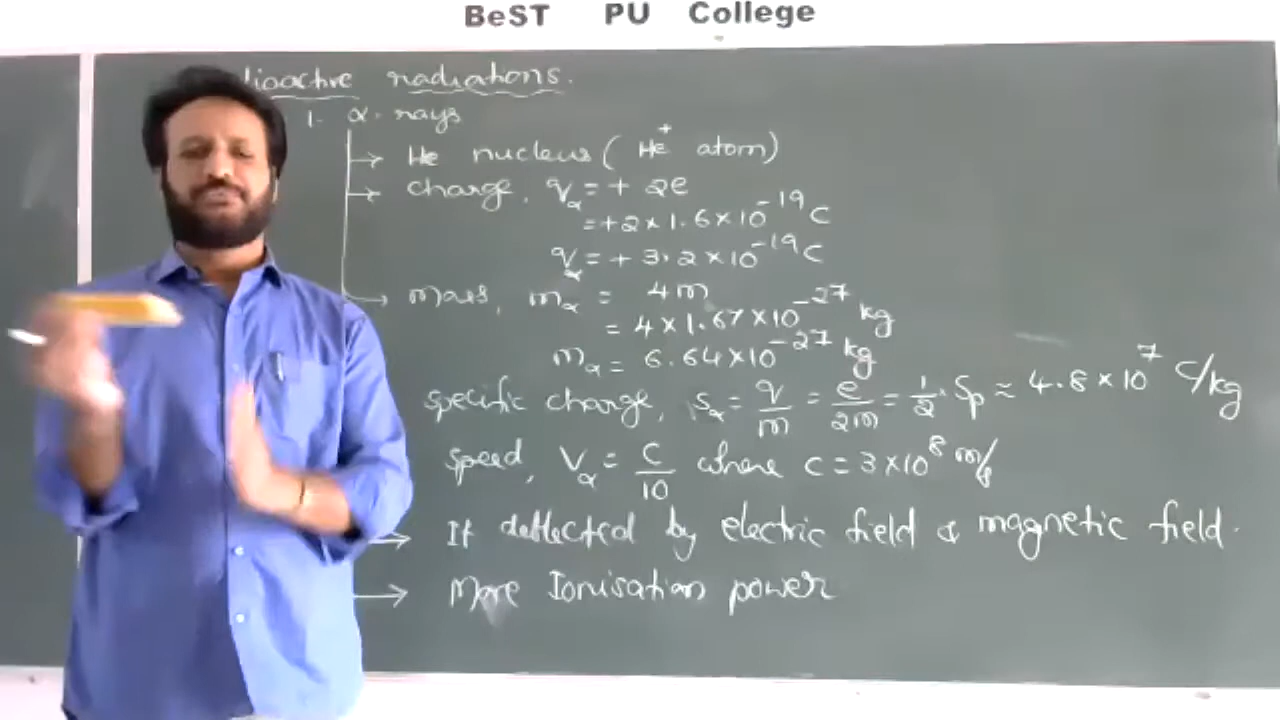 BeST PU College
radiations.
1. α-rays
He nucleus ( He⁺ atom)
charge, qα = + 2e
= +2 × 1.6 × 10⁻¹⁹ C
qα = + 3.2 × 10⁻¹⁹ C
mass, mα = 4m
= 4 × 1.67 × 10⁻²⁷ kg
mα = 6.64 × 10⁻²⁷ kg
specific charge, Sα = q/m = e/2m = 1/2 . Sp ≈ 4.8 × 10⁷ C/kg
speed, Vα = C/10 where c = 3 × 10⁸ m/s
It deflected by electric field & magnetic field.
More Ionisation power